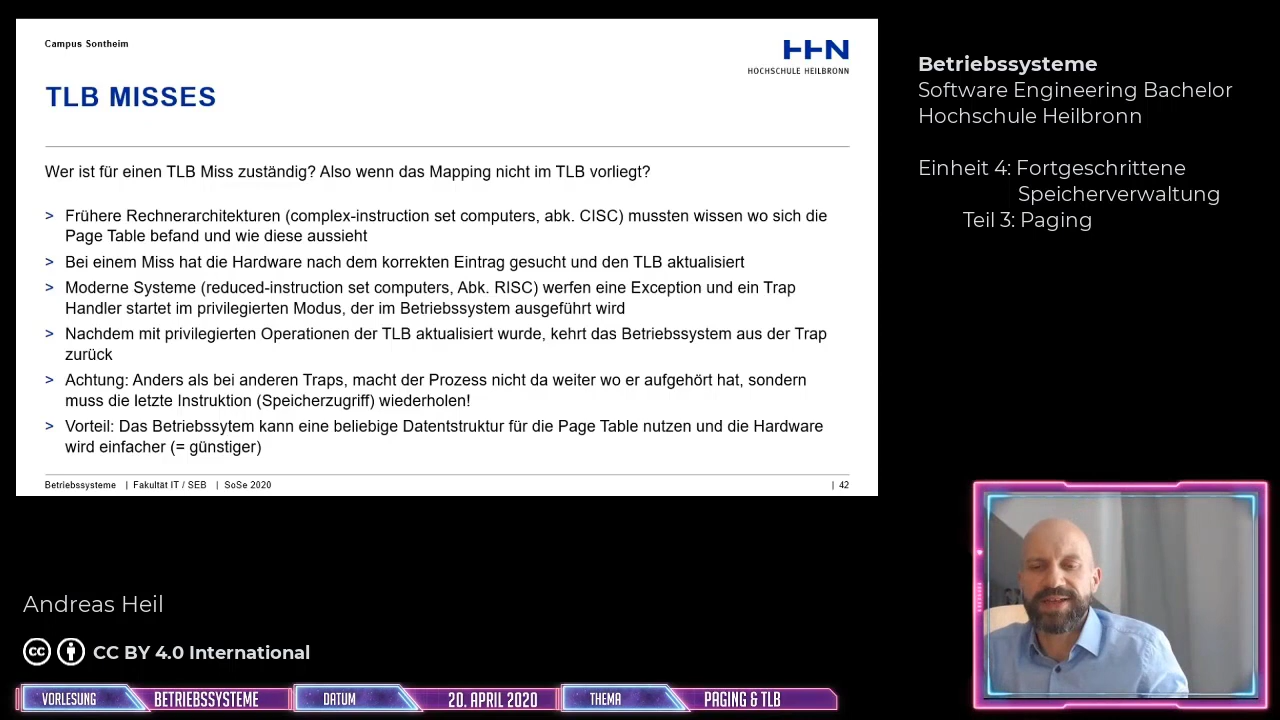 Campus Sontheim
HHN
HOCHSCHULE HEILBRONN
TLB MISSES
Wer ist für einen TLB Miss zuständig? Also wenn das Mapping nicht im TLB vorliegt?
> Frühere Rechnerarchitekturen (complex-instruction set computers, abk. CISC) mussten wissen wo sich die
Page Table befand und wie diese aussieht
> Bei einem Miss hat die Hardware nach dem korrekten Eintrag gesucht und den TLB aktualisiert
> Moderne Systeme (reduced-instruction set computers, Abk. RISC) werfen eine Exception und ein Trap
Handler startet im privilegierten Modus, der im Betriebssystem ausgeführt wird
> Nachdem mit privilegierten Operationen der TLB aktualisiert wurde, kehrt das Betriebssystem aus der Trap
zurück
> Achtung: Anders als bei anderen Traps, macht der Prozess nicht da weiter wo er aufgehört hat, sondern
muss die letzte Instruktion (Speicherzugriff) wiederholen!
> Vorteil: Das Betriebssytem kann eine beliebige Datentstruktur für die Page Table nutzen und die Hardware
wird einfacher (= günstiger)
Betriebssysteme | Fakultät IT / SEB | SoSe 2020 | 42
Betriebssysteme
Software Engineering Bachelor
Hochschule Heilbronn
Einheit 4: Fortgeschrittene
Speicherverwaltung
Teil 3: Paging
Andreas Heil
cc CC BY 4.0 International
VORLESUNG BETRIEBSSYSTEME DATUM 20. APRIL 2020 THEMA PAGING & TLB